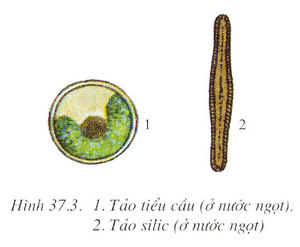 1
2
Hình 37.3. 1. Tảo tiểu cầu (ở nước ngọt),
2. Tảo silic (ở nước ngọt)